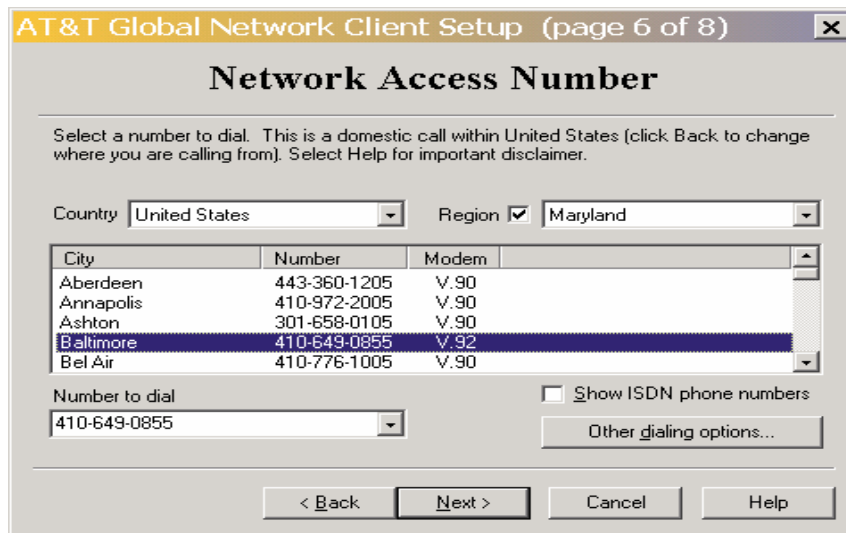 AT&T Global Network Client Setup (page 6 of 8)
Network Access Number
Select a number to dial. This is a domestic call within United States (click Back to change
where you are calling from). Select Help for important disclaimer.
Country United States Region Maryland
City Number Modem
Aberdeen 443-360-1205 V.90
Annapolis 410-972-2005 V.90
Ashton 301-658-0105 V.90
Baltimore 410-649-0855 V.92
Bel Air 410-776-1005 V.90
Number to dial Show ISDN phone numbers
410-649-0855 Other dialing options...
< Back Next > Cancel Help